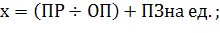 х = (ПР ÷ ОП) + ПЗна ед. ;